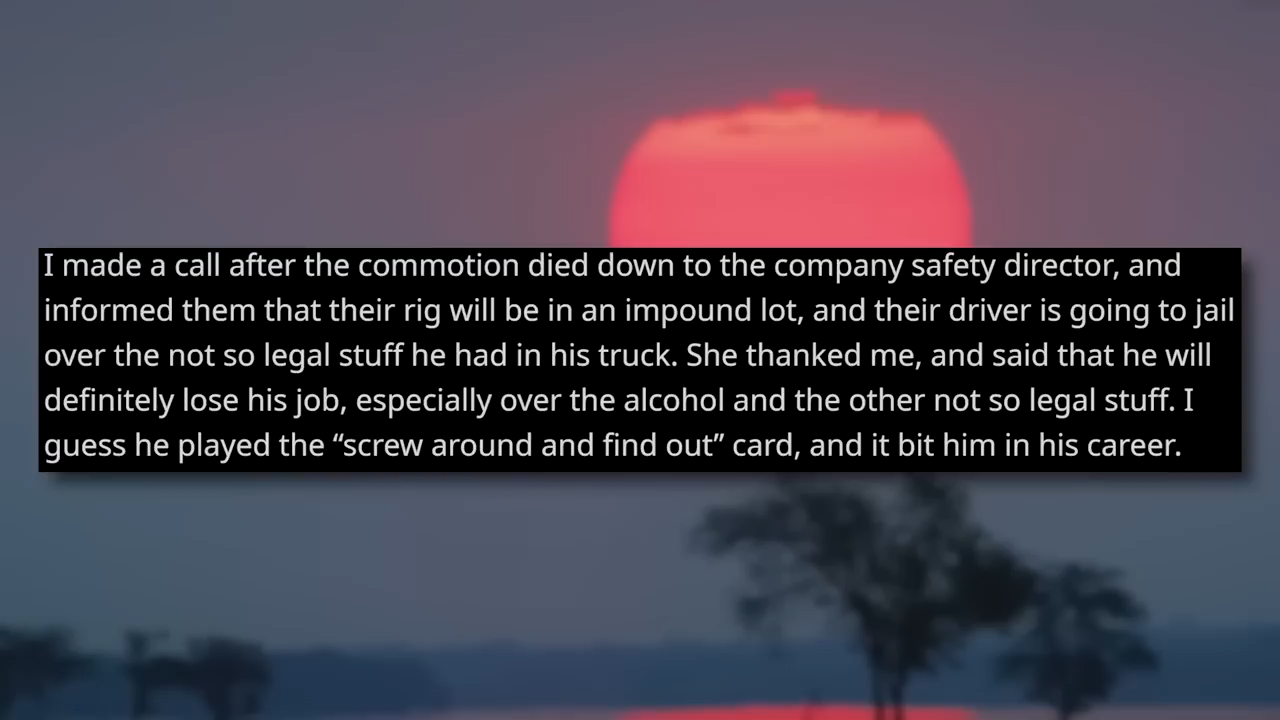 I made a call after the commotion died down to the company safety director, and
informed them that their rig will be in an impound lot, and their driver is going to jail
over the not so legal stuff he had in his truck. She thanked me, and said that he will
definitely lose his job, especially over the alcohol and the other not so legal stuff. I
guess he played the “screw around and find out” card, and it bit him in his career.